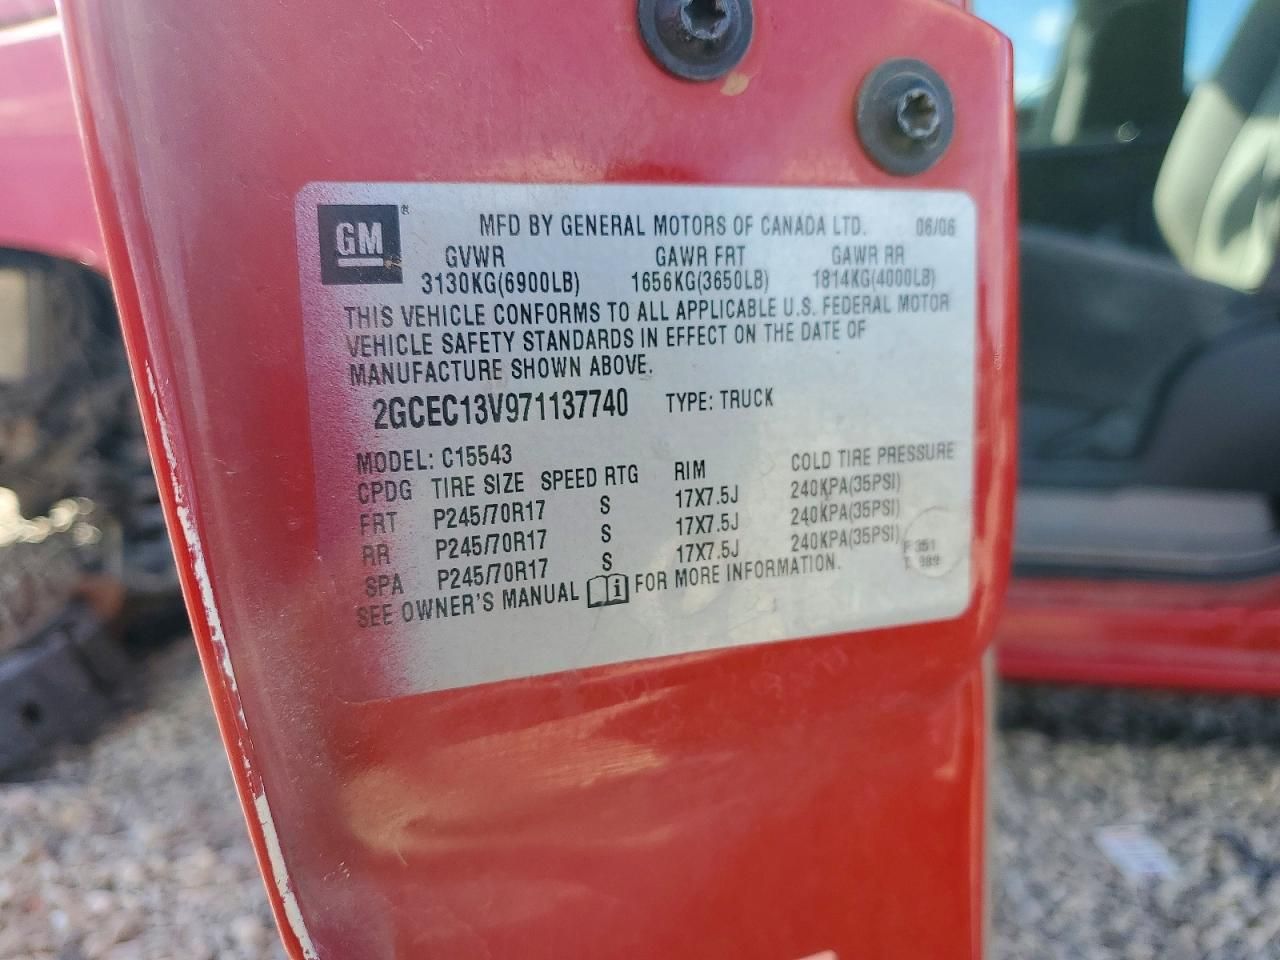 GM® MFD BY GENERAL MOTORS OF CANADA LTD. 06/06
GVWR GAWR FRT GAWR RR
3130KG(6900LB) 1656KG(3650LB) 1814KG(4000LB)
THIS VEHICLE CONFORMS TO ALL APPLICABLE U.S. FEDERAL MOTOR
VEHICLE SAFETY STANDARDS IN EFFECT ON THE DATE OF
MANUFACTURE SHOWN ABOVE.
2GCEC13V971137740 TYPE: TRUCK
MODEL: C15543
CPDG TIRE SIZE SPEED RTG RIM COLD TIRE PRESSURE
FRT P245/70R17 S 17X7.5J 240KPA(35PSI)
RR P245/70R17 S 17X7.5J 240KPA(35PSI)
SPA P245/70R17 S 17X7.5J 240KPA(35PSI)
SEE OWNER'S MANUAL i FOR MORE INFORMATION.
F 351
T 989